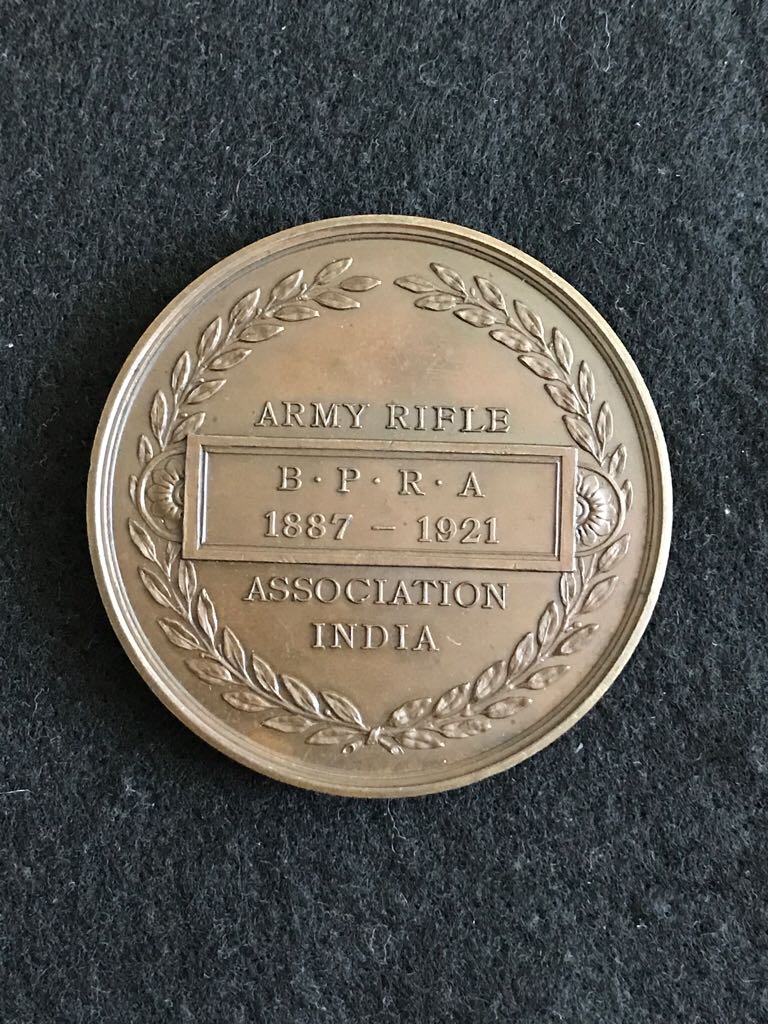 ARMY RIFLE
B·P·R·A
1887 – 1921
ASSOCIATION
INDIA